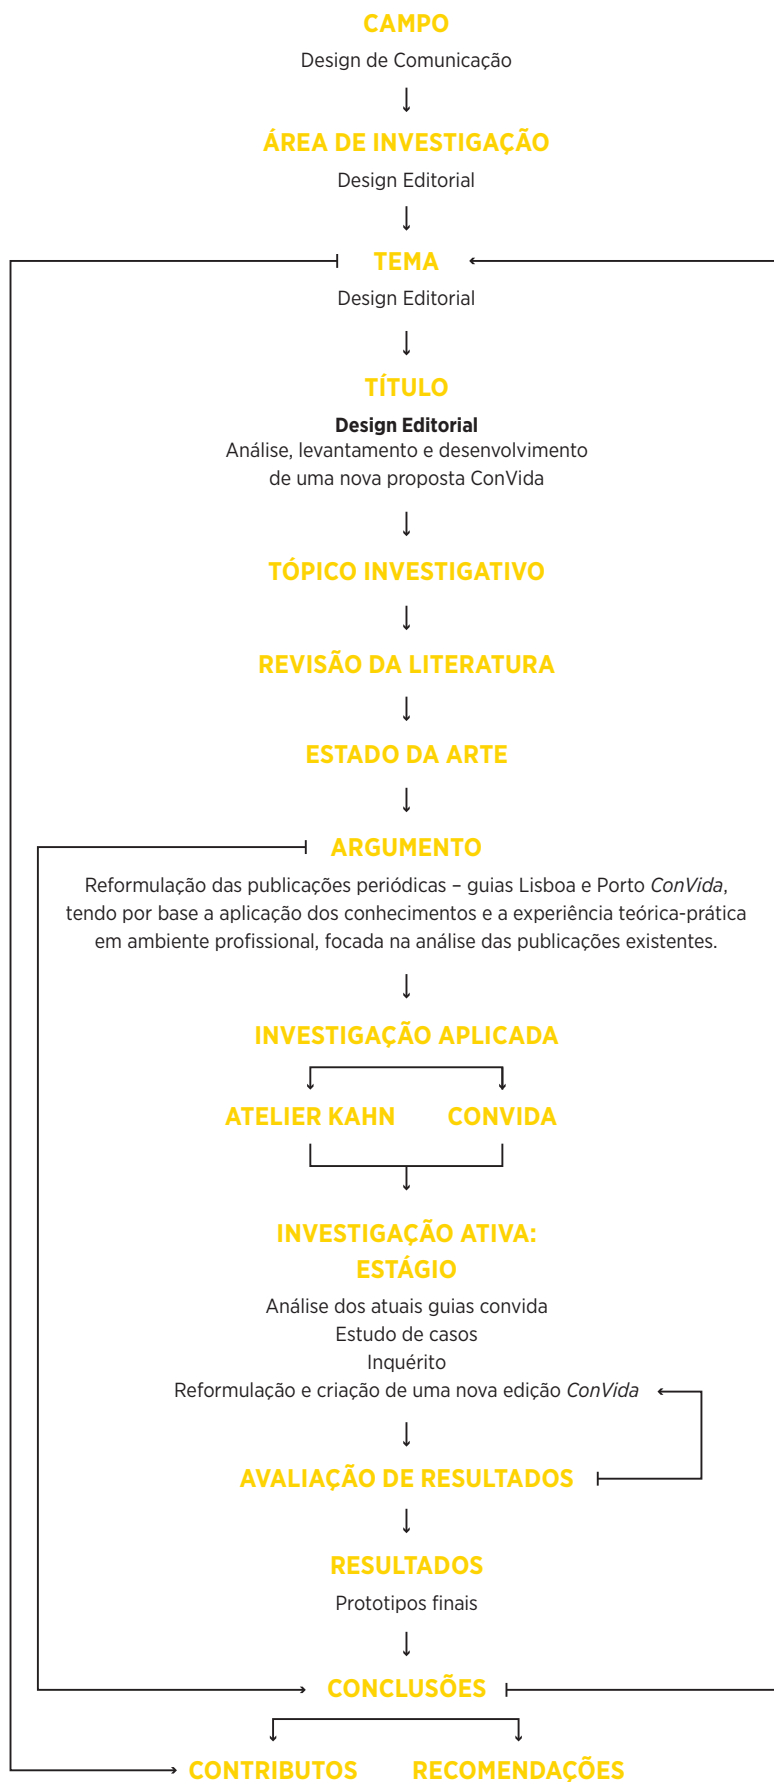 CAMPO
Design de Comunicação
ÁREA DE INVESTIGAÇÃO
Design Editorial
TEMA
Design Editorial
TÍTULO
Design Editorial
Análise, levantamento e desenvolvimento
de uma nova proposta ConVida
TÓPICO INVESTIGATIVO
REVISÃO DA LITERATURA
ESTADO DA ARTE
ARGUMENTO
Reformulação das publicações periódicas – guias Lisboa e Porto ConVida,
tendo por base a aplicação dos conhecimentos e a experiência teórica-prática
em ambiente profissional, focada na análise das publicações existentes.
INVESTIGAÇÃO APLICADA
ATELIER KAHN CONVIDA
INVESTIGAÇÃO ATIVA:
ESTÁGIO
Análise dos atuais guias convida
Estudo de casos
Inquérito
Reformulação e criação de uma nova edição ConVida
AVALIAÇÃO DE RESULTADOS
RESULTADOS
Prototipos finais
CONCLUSÕES
CONTRIBUTOS RECOMENDAÇÕES